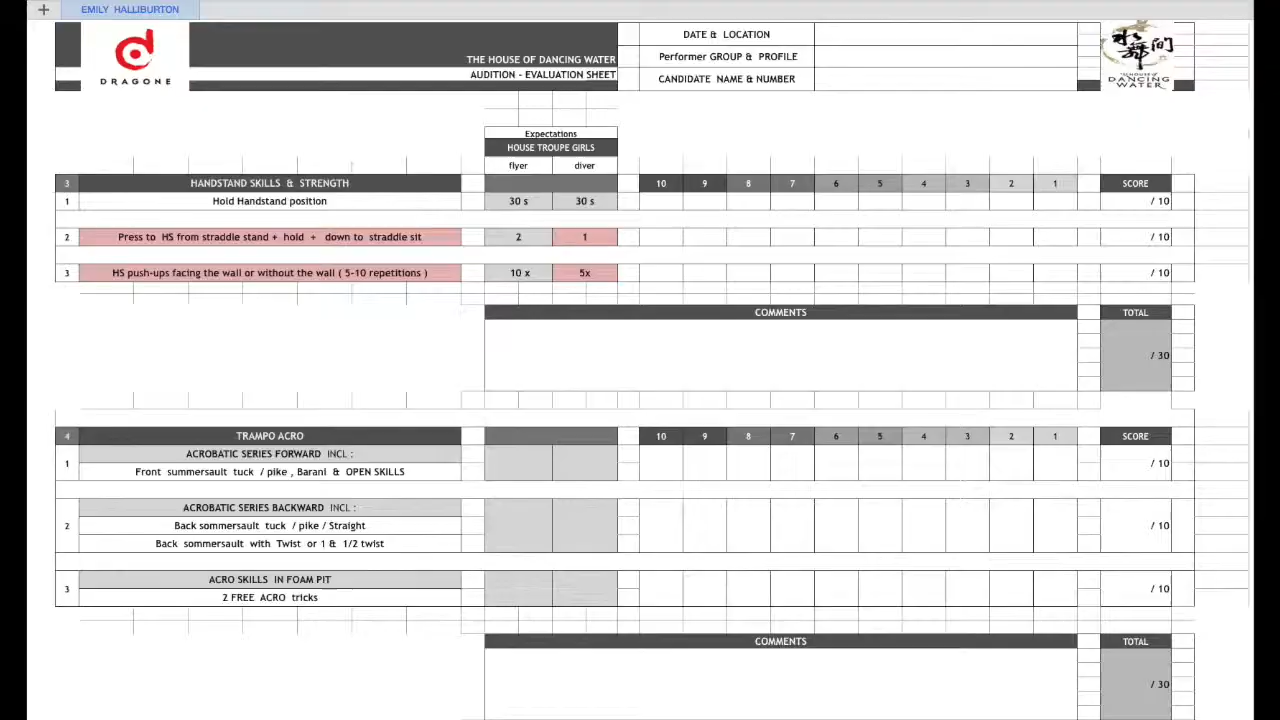 + EMILY HALLIBURTON
DRAGONE
THE HOUSE OF DANCING WATER
AUDITION - EVALUATION SHEET
DATE & LOCATION
Performer GROUP & PROFILE
CANDIDATE NAME & NUMBER
水舞間
THE HOUSE OF
DANCING
WATER
Expectations
HOUSE TROUPE GIRLS
flyer diver
3 HANDSTAND SKILLS & STRENGTH 10 9 8 7 6 5 4 3 2 1 SCORE
1 Hold Handstand position 30 s 30 s / 10
2 Press to HS from straddle stand + hold + down to straddle sit 2 1 / 10
3 HS push-ups facing the wall or without the wall ( 5-10 repetitions ) 10 x 5x / 10
COMMENTS TOTAL
/ 30
4 TRAMPO ACRO 10 9 8 7 6 5 4 3 2 1 SCORE
ACROBATIC SERIES FORWARD INCL :
1 / 10
Front summersault tuck / pike , Barani & OPEN SKILLS
ACROBATIC SERIES BACKWARD INCL :
2 Back sommersault tuck / pike / Straight / 10
Back sommersault with Twist or 1 & 1/2 twist
ACRO SKILLS IN FOAM PIT
3 / 10
2 FREE ACRO tricks
COMMENTS TOTAL
/ 30